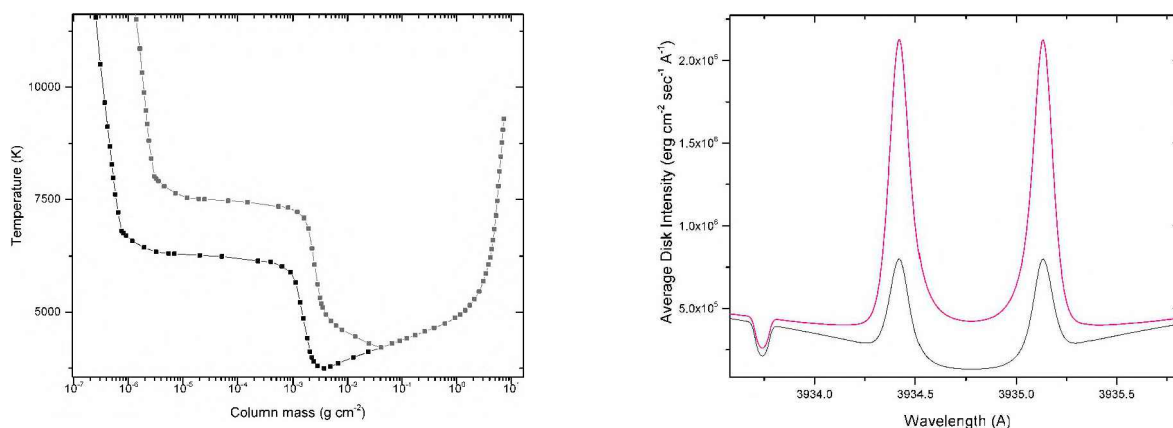 Temperature (K)
10000
7500
5000
10⁻⁷ 10⁻⁶ 10⁻⁵ 10⁻⁴ 10⁻³ 10⁻² 10⁻¹ 10⁰ 10¹
Column mass (g cm⁻²)
Average Disk Intensity (erg cm⁻² sec⁻¹ A⁻¹)
2.0x10⁶
1.5x10⁶
1.0x10⁶
5.0x10⁵
3934.0 3934.5 3935.0 3935.5
Wavelength (A)